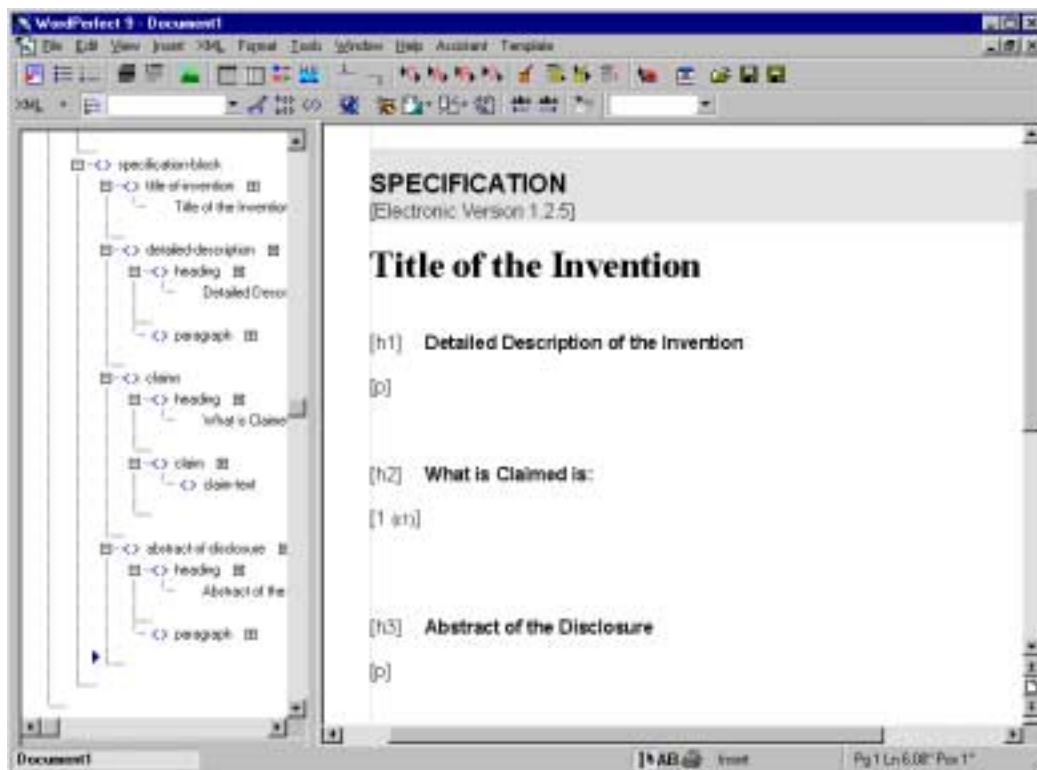 WordPerfect 9 - Document1
File Edit View Insert XML Format Tools Window Help Assistant Template
XML
specification-block
title-of-invention
Title of the Invention
detailed-description
heading
Detailed Descr
paragraph
claims
heading
What is Claime
claim
claim-text
abstract-of-disclosure
heading
Abstract of the
paragraph
SPECIFICATION
[Electronic Version 1.2.5]
Title of the Invention
[h1] Detailed Description of the Invention
[p]
[h2] What is Claimed is:
[1 (c1)]
[h3] Abstract of the Disclosure
[p]
Document1
AB
Insert
Pg 1 Ln 6.08" Pos 1"